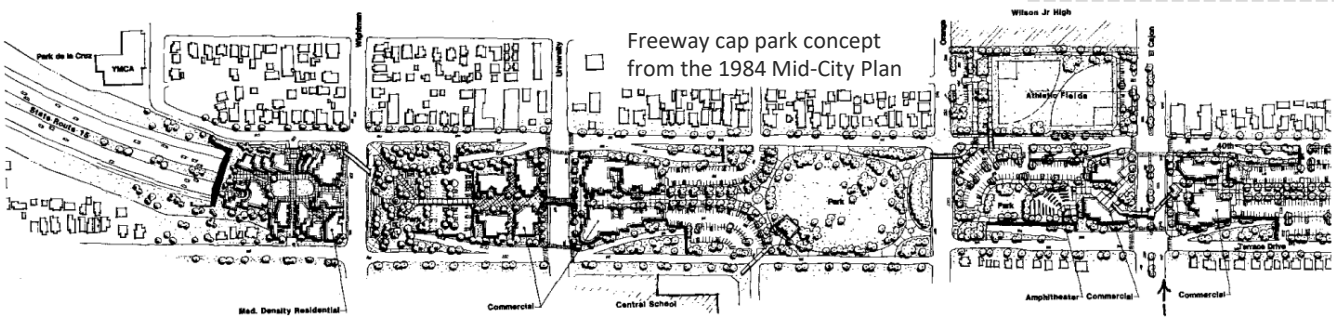 Wilson Jr High
Park de la Cruz
YMCA
Wightman
University
Freeway cap park concept
from the 1984 Mid-City Plan
Orange
El Cajon
Athletic Fields
State Route 15
40th
Park
Park
Terrace Drive
Med. Density Residential
Commercial
Central School
Amphitheater
Commercial
Commercial